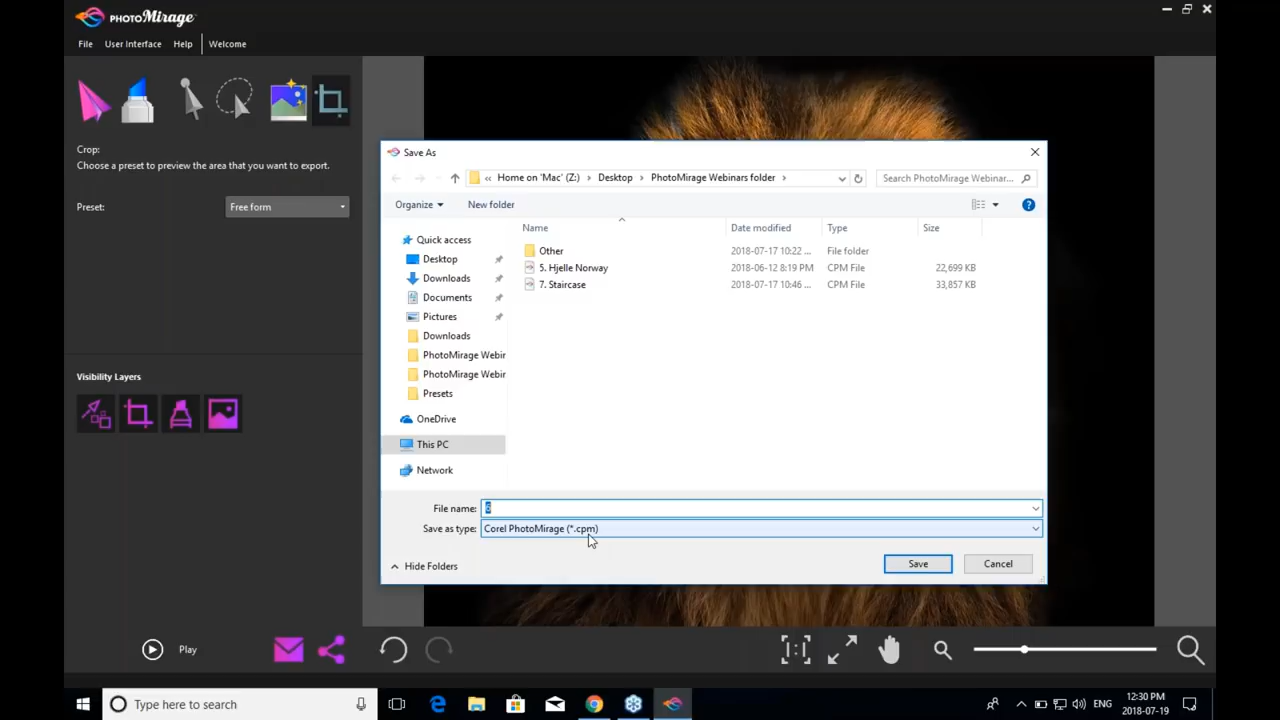 PHOTOMIRAGE
File User Interface Help Welcome
Crop:
Choose a preset to preview the area that you want to export.
Preset: Free form
Visibility Layers
Save As
« Home on 'Mac' (Z:) › Desktop › PhotoMirage Webinars folder ›
Search PhotoMirage Webinar...
Organize New folder
Name Date modified Type Size
Quick access
Desktop
Downloads
Documents
Pictures
Downloads
PhotoMirage Webir
PhotoMirage Webir
Presets
OneDrive
This PC
Network
Other 2018-07-17 10:22 ... File folder
5. Hjelle Norway 2018-06-12 8:19 PM CPM File 22,699 KB
7. Staircase 2018-07-17 10:46 ... CPM File 33,857 KB
File name:
Save as type: Corel PhotoMirage (*.cpm)
Hide Folders
Save Cancel
Play
Type here to search
ENG
12:30 PM
2018-07-19